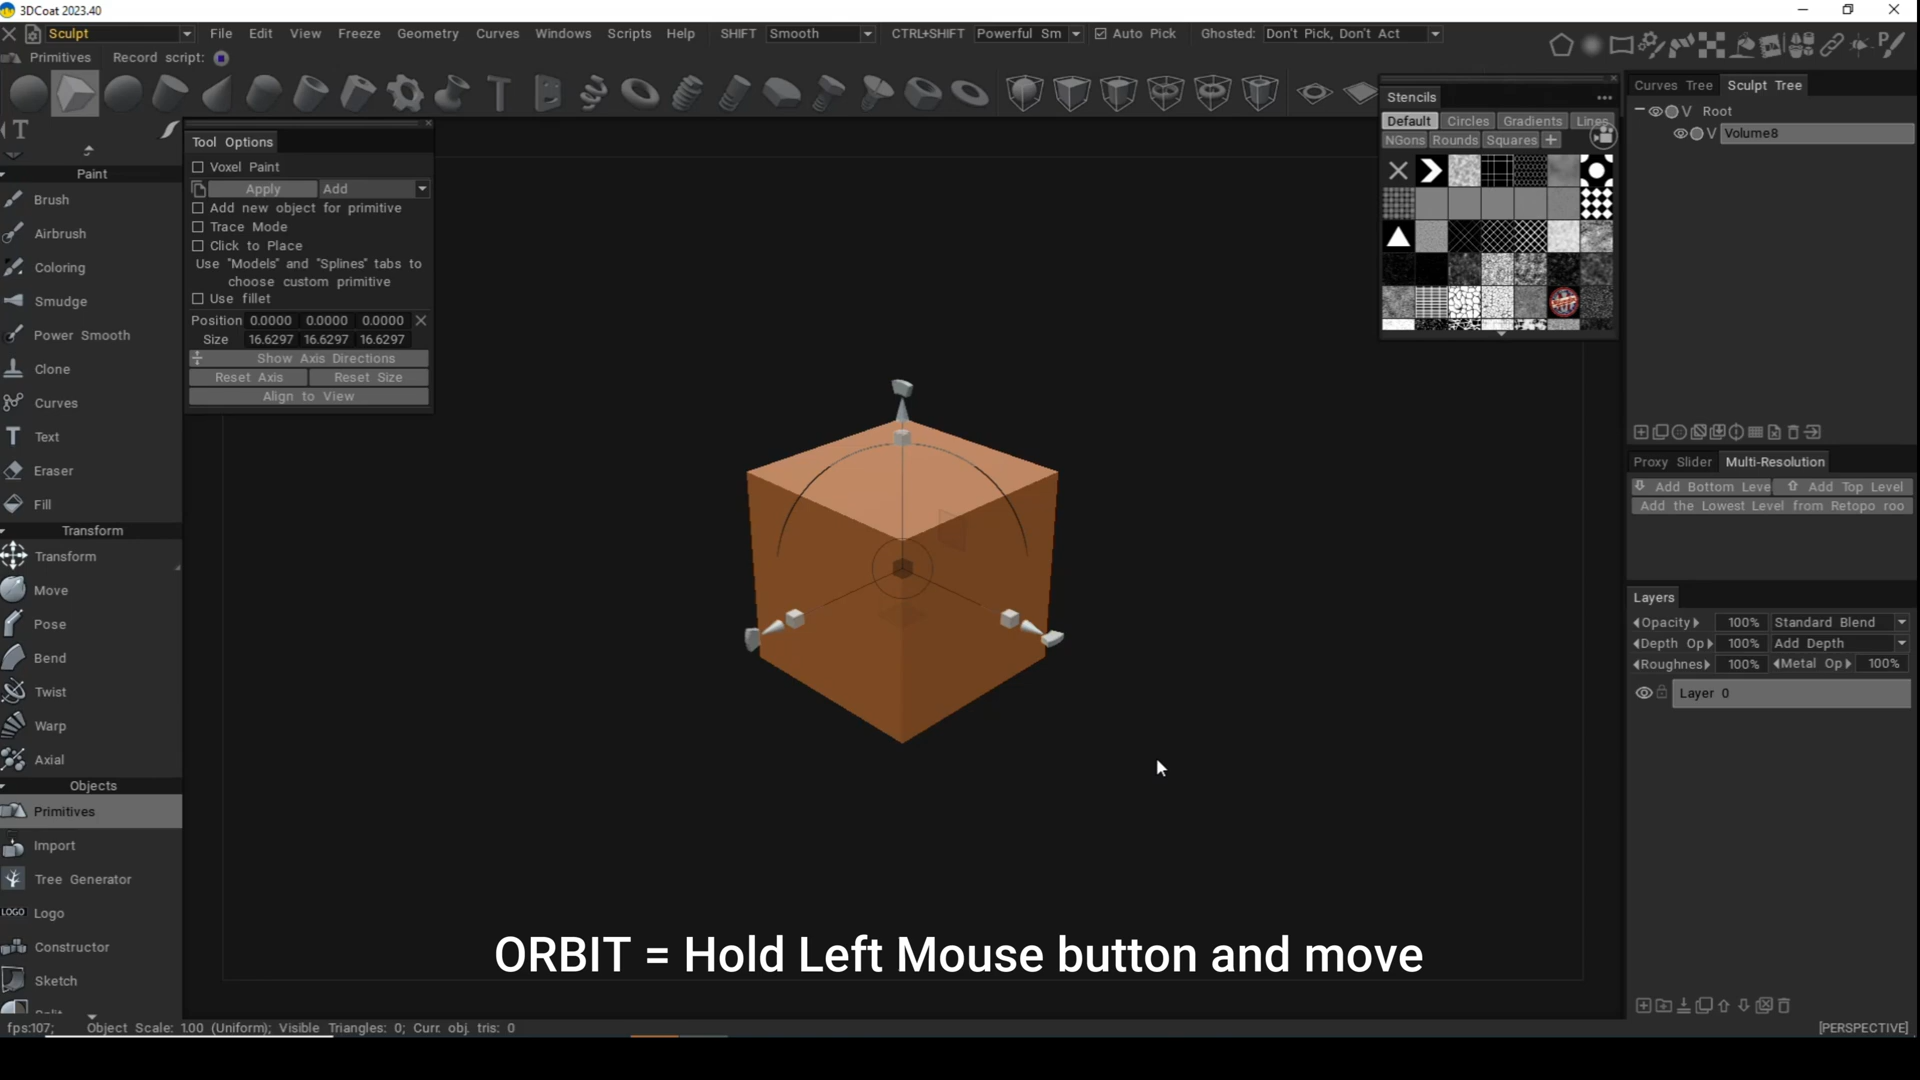 3DCoat 2023.40
Sculpt File Edit View Freeze Geometry Curves Windows Scripts Help SHIFT Smooth CTRL+SHIFT Powerful Sm Auto Pick Ghosted: Don't Pick, Don't Act
Primitives Record script:
Tool Options
Voxel Paint
Apply Add
Add new object for primitive
Trace Mode
Click to Place
Use "Models" and "Splines" tabs to
choose custom primitive
Use fillet
Position 0.0000 0.0000 0.0000
Size 16.6297 16.6297 16.6297
Show Axis Directions
Reset Axis Reset Size
Align to View
Paint
Brush
Airbrush
Coloring
Smudge
Power Smooth
Clone
Curves
Text
Eraser
Fill
Transform
Transform
Move
Pose
Bend
Twist
Warp
Axial
Objects
Primitives
Import
Tree Generator
LOGO Logo
Constructor
Sketch
Stencils
Default Circles Gradients Lines
NGons Rounds Squares
Curves Tree Sculpt Tree
V Root
V Volume8
Proxy Slider Multi-Resolution
Add Bottom Leve Add Top Level
Add the Lowest Level from Retopo roo
Layers
Opacity 100% Standard Blend
Depth Op 100% Add Depth
Roughnes 100% Metal Op 100%
Layer 0
ORBIT = Hold Left Mouse button and move
fps:107; Object Scale: 1.00 (Uniform); Visible Triangles: 0; Curr. obj. tris: 0
[PERSPECTIVE]